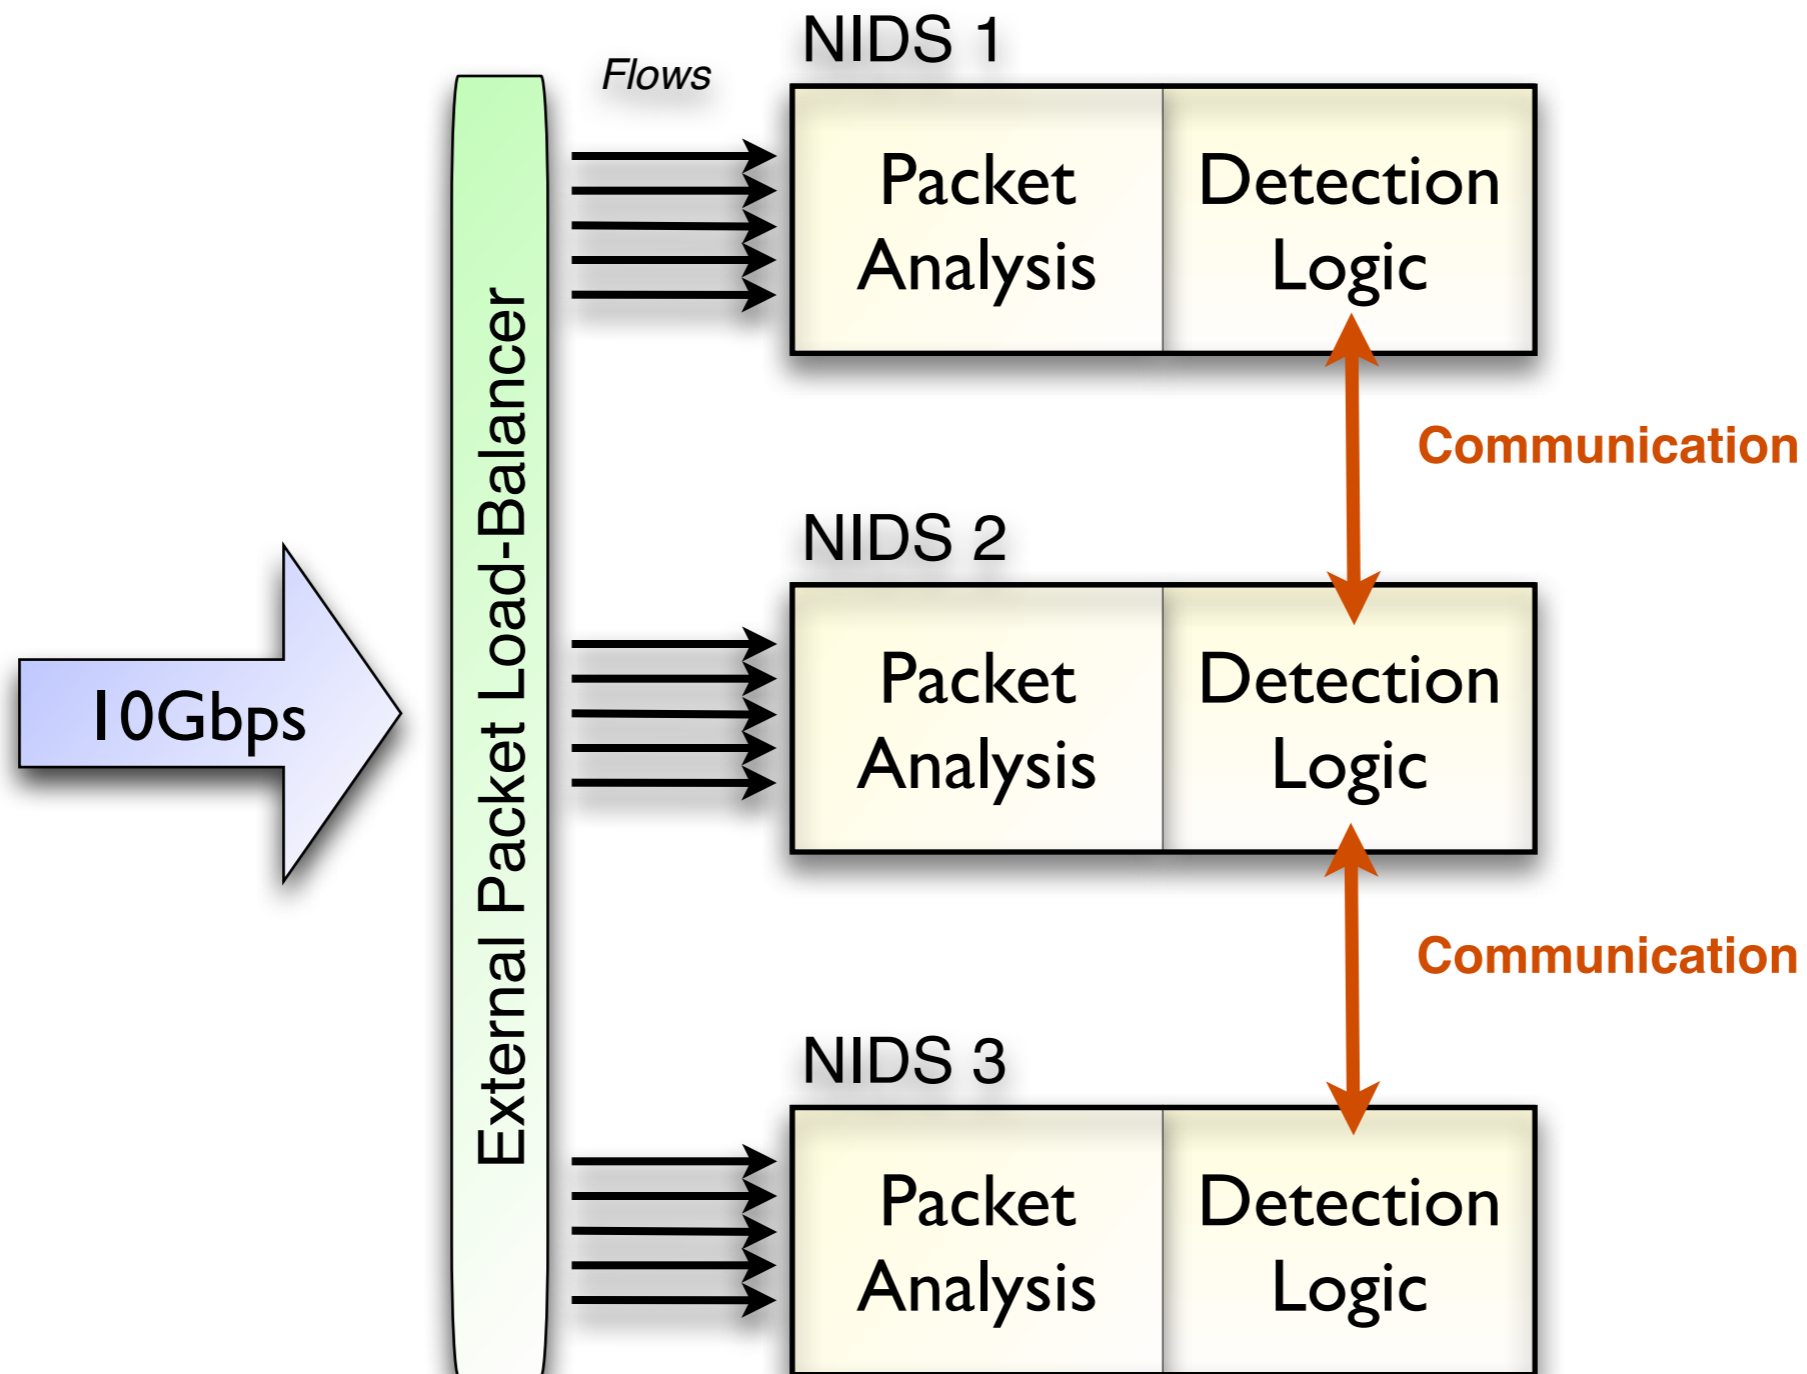 NIDS 1
Flows
Packet
Analysis
Detection
Logic
Communication
External Packet Load-Balancer
10Gbps
NIDS 2
Packet
Analysis
Detection
Logic
Communication
NIDS 3
Packet
Analysis
Detection
Logic